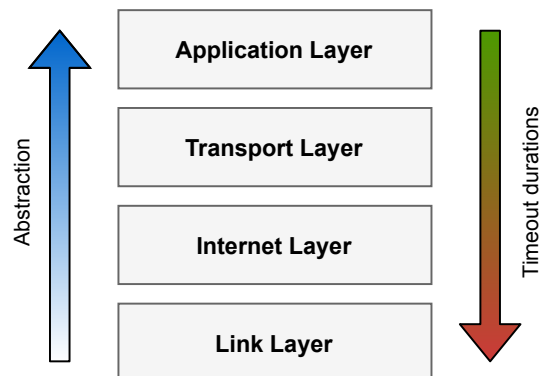 Application Layer
Transport Layer
Internet Layer
Link Layer
Abstraction
Timeout durations